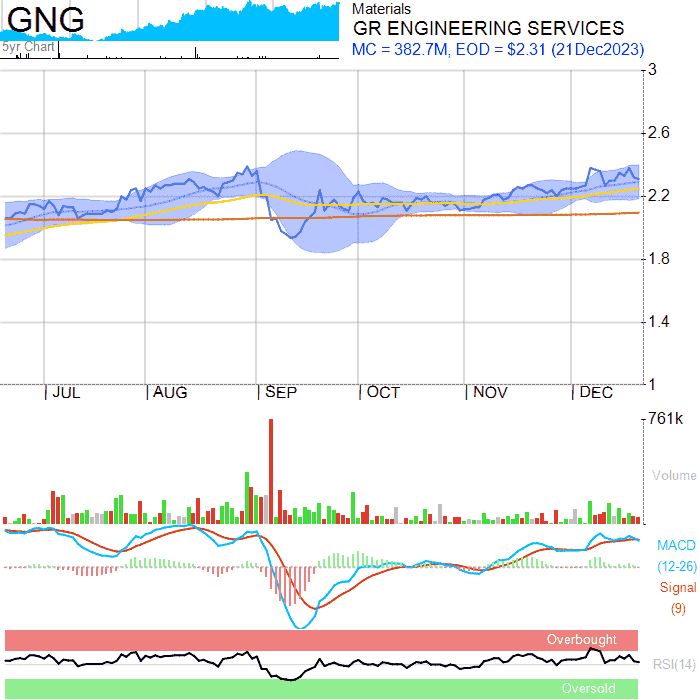 GNG
5yr Chart
Materials
GR ENGINEERING SERVICES
MC = 382.7M, EOD = $2.31 (21Dec2023)
3
2.6
2.2
1.8
1.4
1
JUL
AUG
SEP
OCT
NOV
DEC
761k
Volume
MACD
(12-26)
Signal
(9)
Overbought
RSI(14)
Oversold